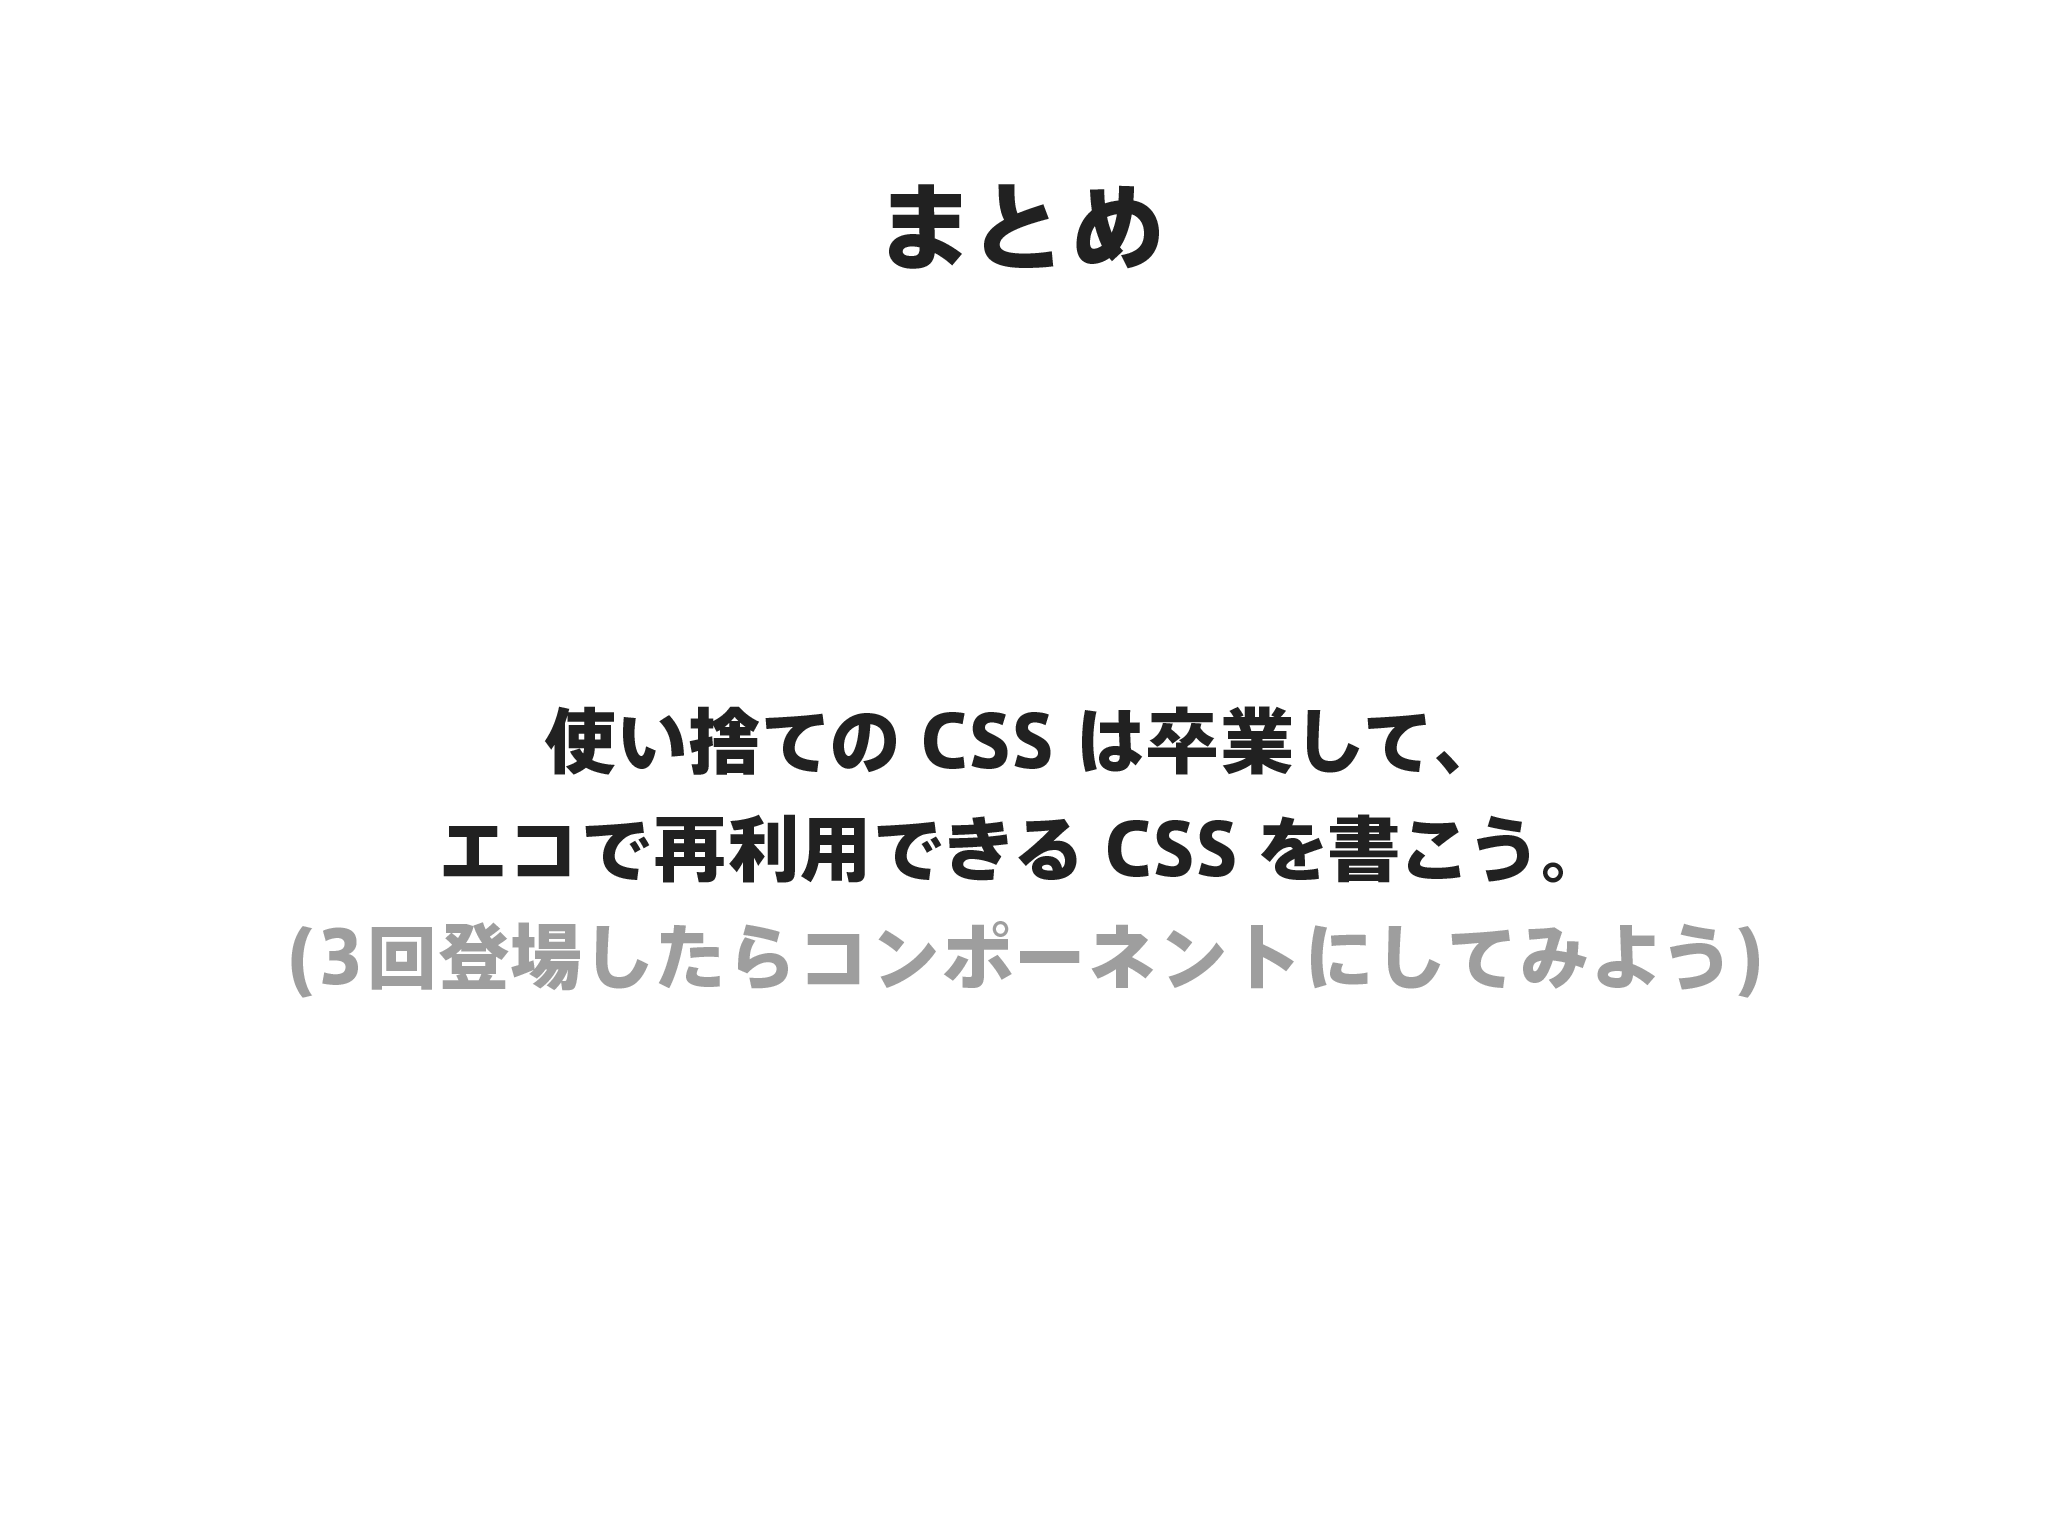 まとめ
使い捨ての CSS は卒業して、
エコで再利用できる CSS を書こう。
(3回登場したらコンポーネントにしてみよう)